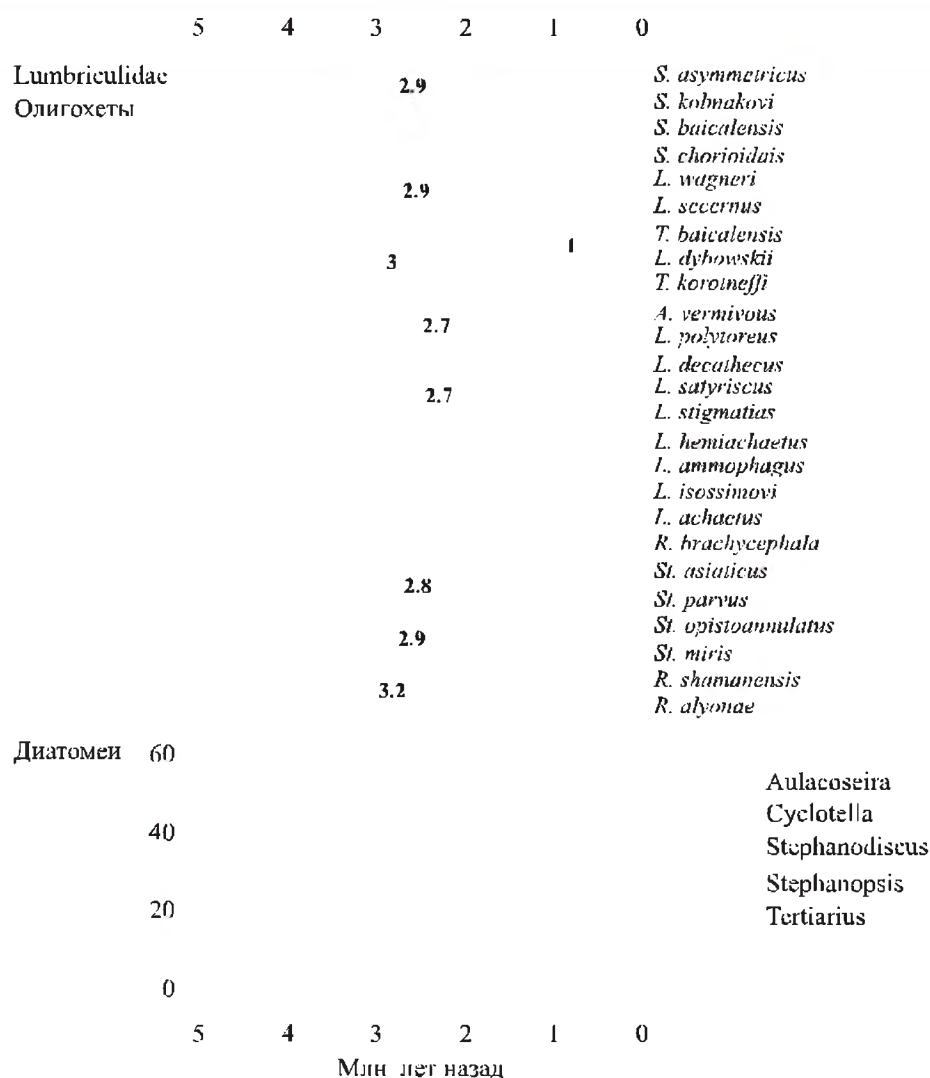 5 4 3 2 1 0
Lumbriculidae
Олигохеты
2.9
S. asymmetricus
S. kolmakovi
S. baicalensis
S. chorioidais
2.9
L. wagneri
L. secernus
T. baicalensis
1
3
L. dybowskii
T. korotneffi
A. vermivous
2.7
L. polytoreus
L. decathecus
2.7
L. satyriscus
L. stigmatias
L. hemiachaetus
L. ammophagus
L. isossimovi
L. achaetus
R. brachycephala
2.8
St. asiaticus
St. parvus
2.9
St. opistoannulatus
St. miris
3.2
R. shamanensis
R. alyonae
Диатомеи 60
40
20
0
Aulacoseira
Cyclotella
Stephanodiscus
Stephanopsis
Tertiarius
5 4 3 2 1 0
Млн лет назад